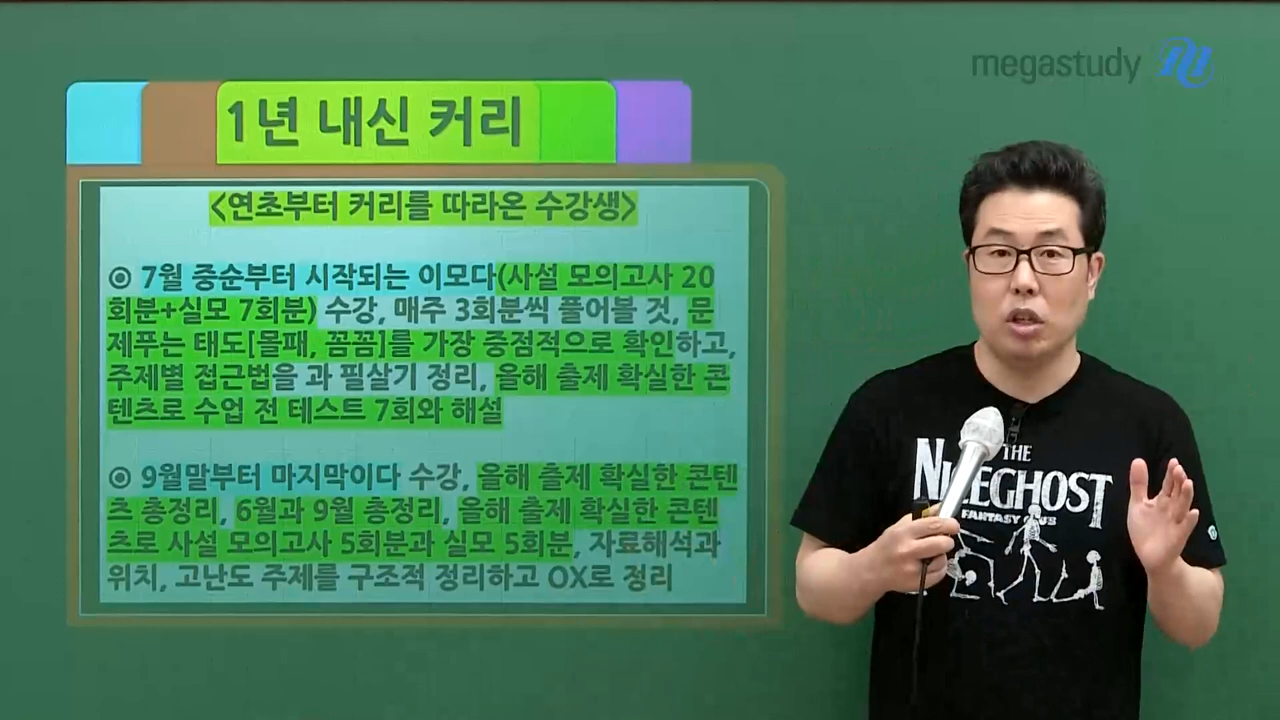 megastudy
1년 내신 커리
<연초부터 커리를 따라온 수강생>
◎ 7월 중순부터 시작되는 이모다(사설 모의고사 20
회분+실모 7회분) 수강, 매주 3회분씩 풀어볼 것, 문
제푸는 태도[몰패, 꼼꼼]를 가장 중점적으로 확인하고,
주제별 접근법을 과 필살기 정리, 올해 출제 확실한 콘
텐츠로 수업 전 테스트 7회와 해설
◎ 9월말부터 마지막이다 수강, 올해 출제 확실한 콘텐
츠 총정리, 6월과 9월 총정리, 올해 출제 확실한 콘텐
츠로 사설 모의고사 5회분과 실모 5회분, 자료해석과
위치, 고난도 주제를 구조적 정리하고 OX로 정리
THE
GHOST
FANTASY CLUB